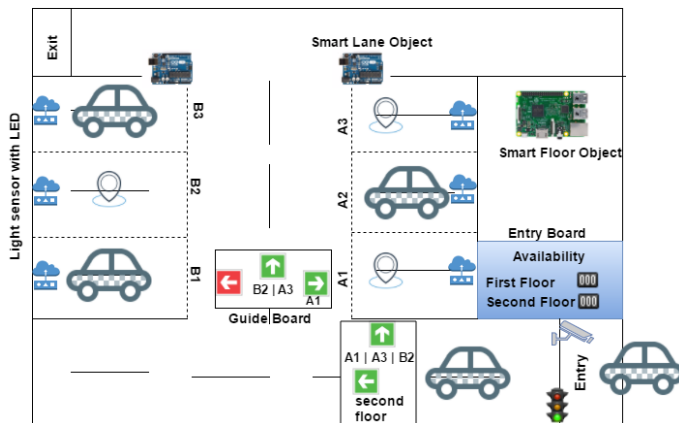 Exit
Smart Lane Object
Light sensor with LED
B3
A3
Smart Floor Object
B2
A2
Entry Board
Availability
First Floor 000
Second Floor 000
B1
A1
B2 | A3
A1
Guide Board
A1 | A3 | B2
second
floor
Entry